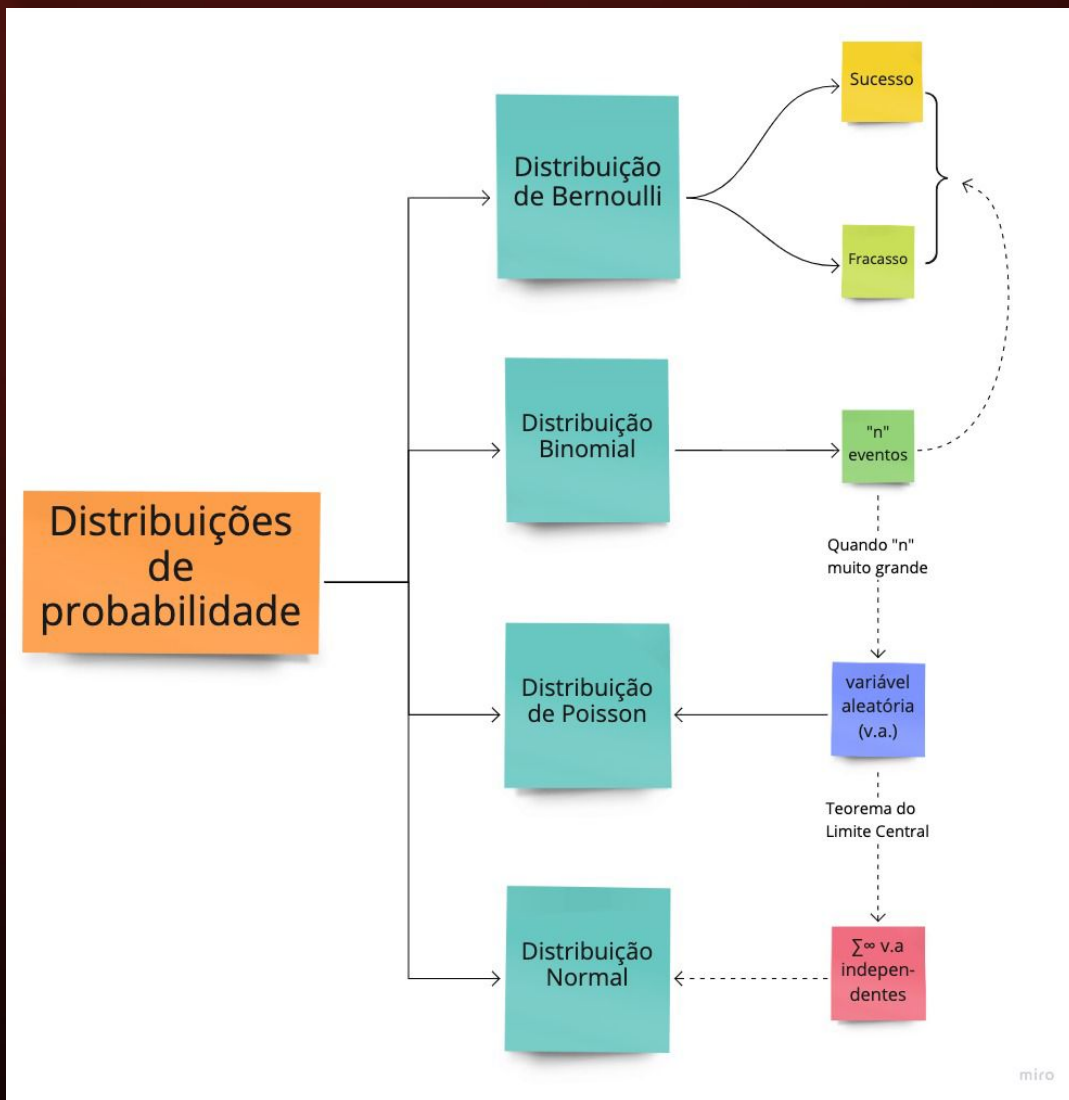 Distribuições
de
probabilidade
Distribuição
de Bernoulli
Sucesso
Fracasso
Distribuição
Binomial
"n"
eventos
Quando "n"
muito grande
Distribuição
de Poisson
variável
aleatória
(v.a.)
Teorema do
Limite Central
Distribuição
Normal
∑∞ v.a
indepen-
dentes
miro